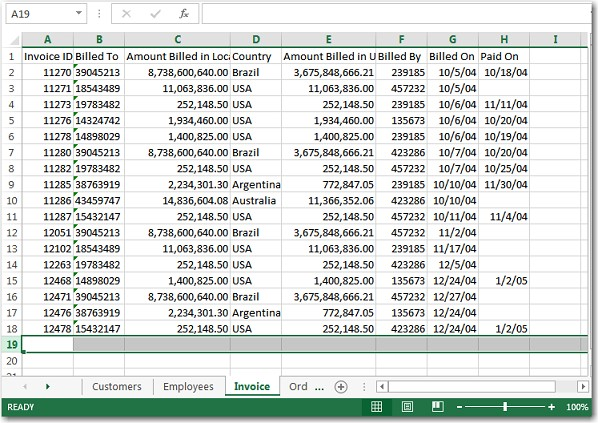 A19
fx
A B C D E F G H I
1 Invoice ID Billed To Amount Billed in Loc Country Amount Billed in U Billed By Billed On Paid On
2 11270 39045213 8,738,600,640.00 Brazil 3,675,848,666.21 239185 10/5/04 10/18/04
3 11271 18543489 11,063,836.00 USA 11,063,836.00 457232 10/5/04
4 11273 19783482 252,148.50 USA 252,148.50 239185 10/6/04 11/11/04
5 11276 14324742 1,934,460.00 USA 1,934,460.00 135673 10/6/04 10/20/04
6 11278 14898029 1,400,825.00 USA 1,400,825.00 239185 10/6/04 10/19/04
7 11280 39045213 8,738,600,640.00 Brazil 3,675,848,666.21 423286 10/7/04 10/20/04
8 11282 19783482 252,148.50 USA 252,148.50 457232 10/7/04 10/25/04
9 11285 38763919 2,234,301.30 Argentina 772,847.05 239185 10/10/04 11/30/04
10 11286 43459747 14,836,604.08 Australia 11,366,352.06 423286 10/10/04
11 11287 15432147 252,148.50 USA 252,148.50 457232 10/11/04 11/4/04
12 12051 39045213 8,738,600,640.00 Brazil 3,675,848,666.21 457232 11/2/04
13 12102 18543489 11,063,836.00 USA 11,063,836.00 239185 11/17/04
14 12263 19783482 252,148.50 USA 252,148.50 423286 12/5/04
15 12468 14898029 1,400,825.00 USA 1,400,825.00 135673 12/24/04 1/2/05
16 12471 39045213 8,738,600,640.00 Brazil 3,675,848,666.21 457232 12/27/04
17 12476 38763919 2,234,301.30 Argentina 772,847.05 135673 12/24/04
18 12478 15432147 252,148.50 USA 252,148.50 423286 12/24/04 1/2/05
19
20
Customers Employees Invoice Ord ...
READY 100%